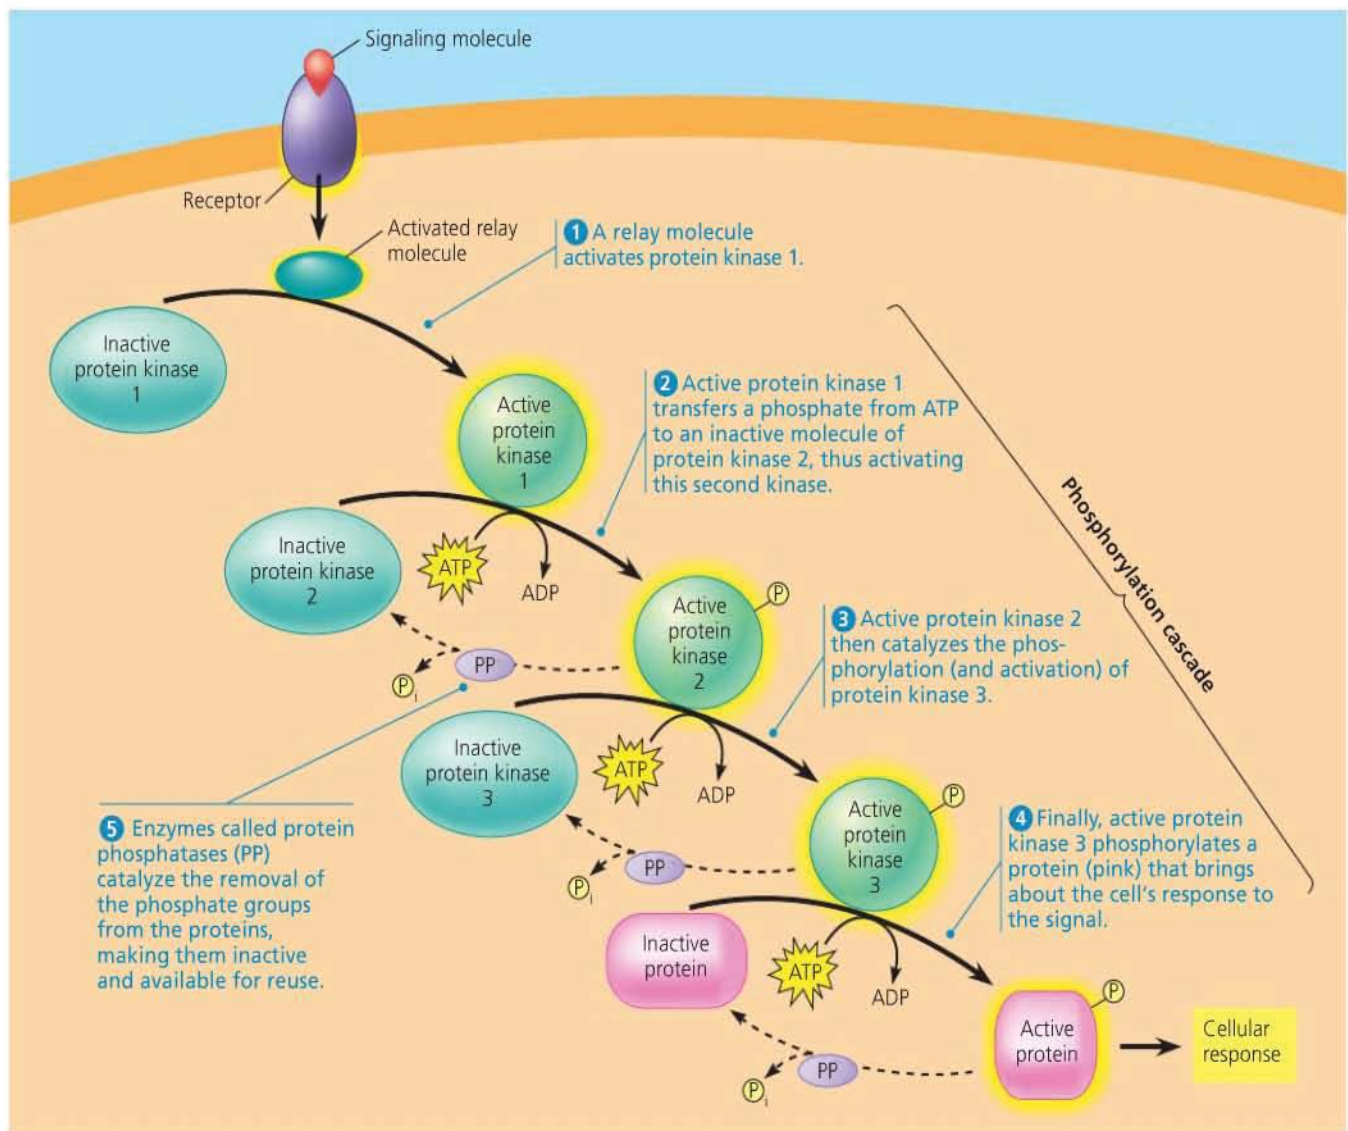 Signaling molecule
Receptor
Activated relay
molecule
1 A relay molecule
activates protein kinase 1.
Inactive
protein kinase
1
Active
protein
kinase
1
2 Active protein kinase 1
transfers a phosphate from ATP
to an inactive molecule of
protein kinase 2, thus activating
this second kinase.
Phosphorylation cascade
Inactive
protein kinase
2
ATP
ADP
Active
protein
kinase
2
P
PP
Pi
3 Active protein kinase 2
then catalyzes the phos-
phorylation (and activation) of
protein kinase 3.
Inactive
protein kinase
3
ATP
ADP
Active
protein
kinase
3
P
PP
Pi
4 Finally, active protein
kinase 3 phosphorylates a
protein (pink) that brings
about the cell's response to
the signal.
5 Enzymes called protein
phosphatases (PP)
catalyze the removal of
the phosphate groups
from the proteins,
making them inactive
and available for reuse.
Inactive
protein
ATP
ADP
Active
protein
P
PP
Pi
Cellular
response